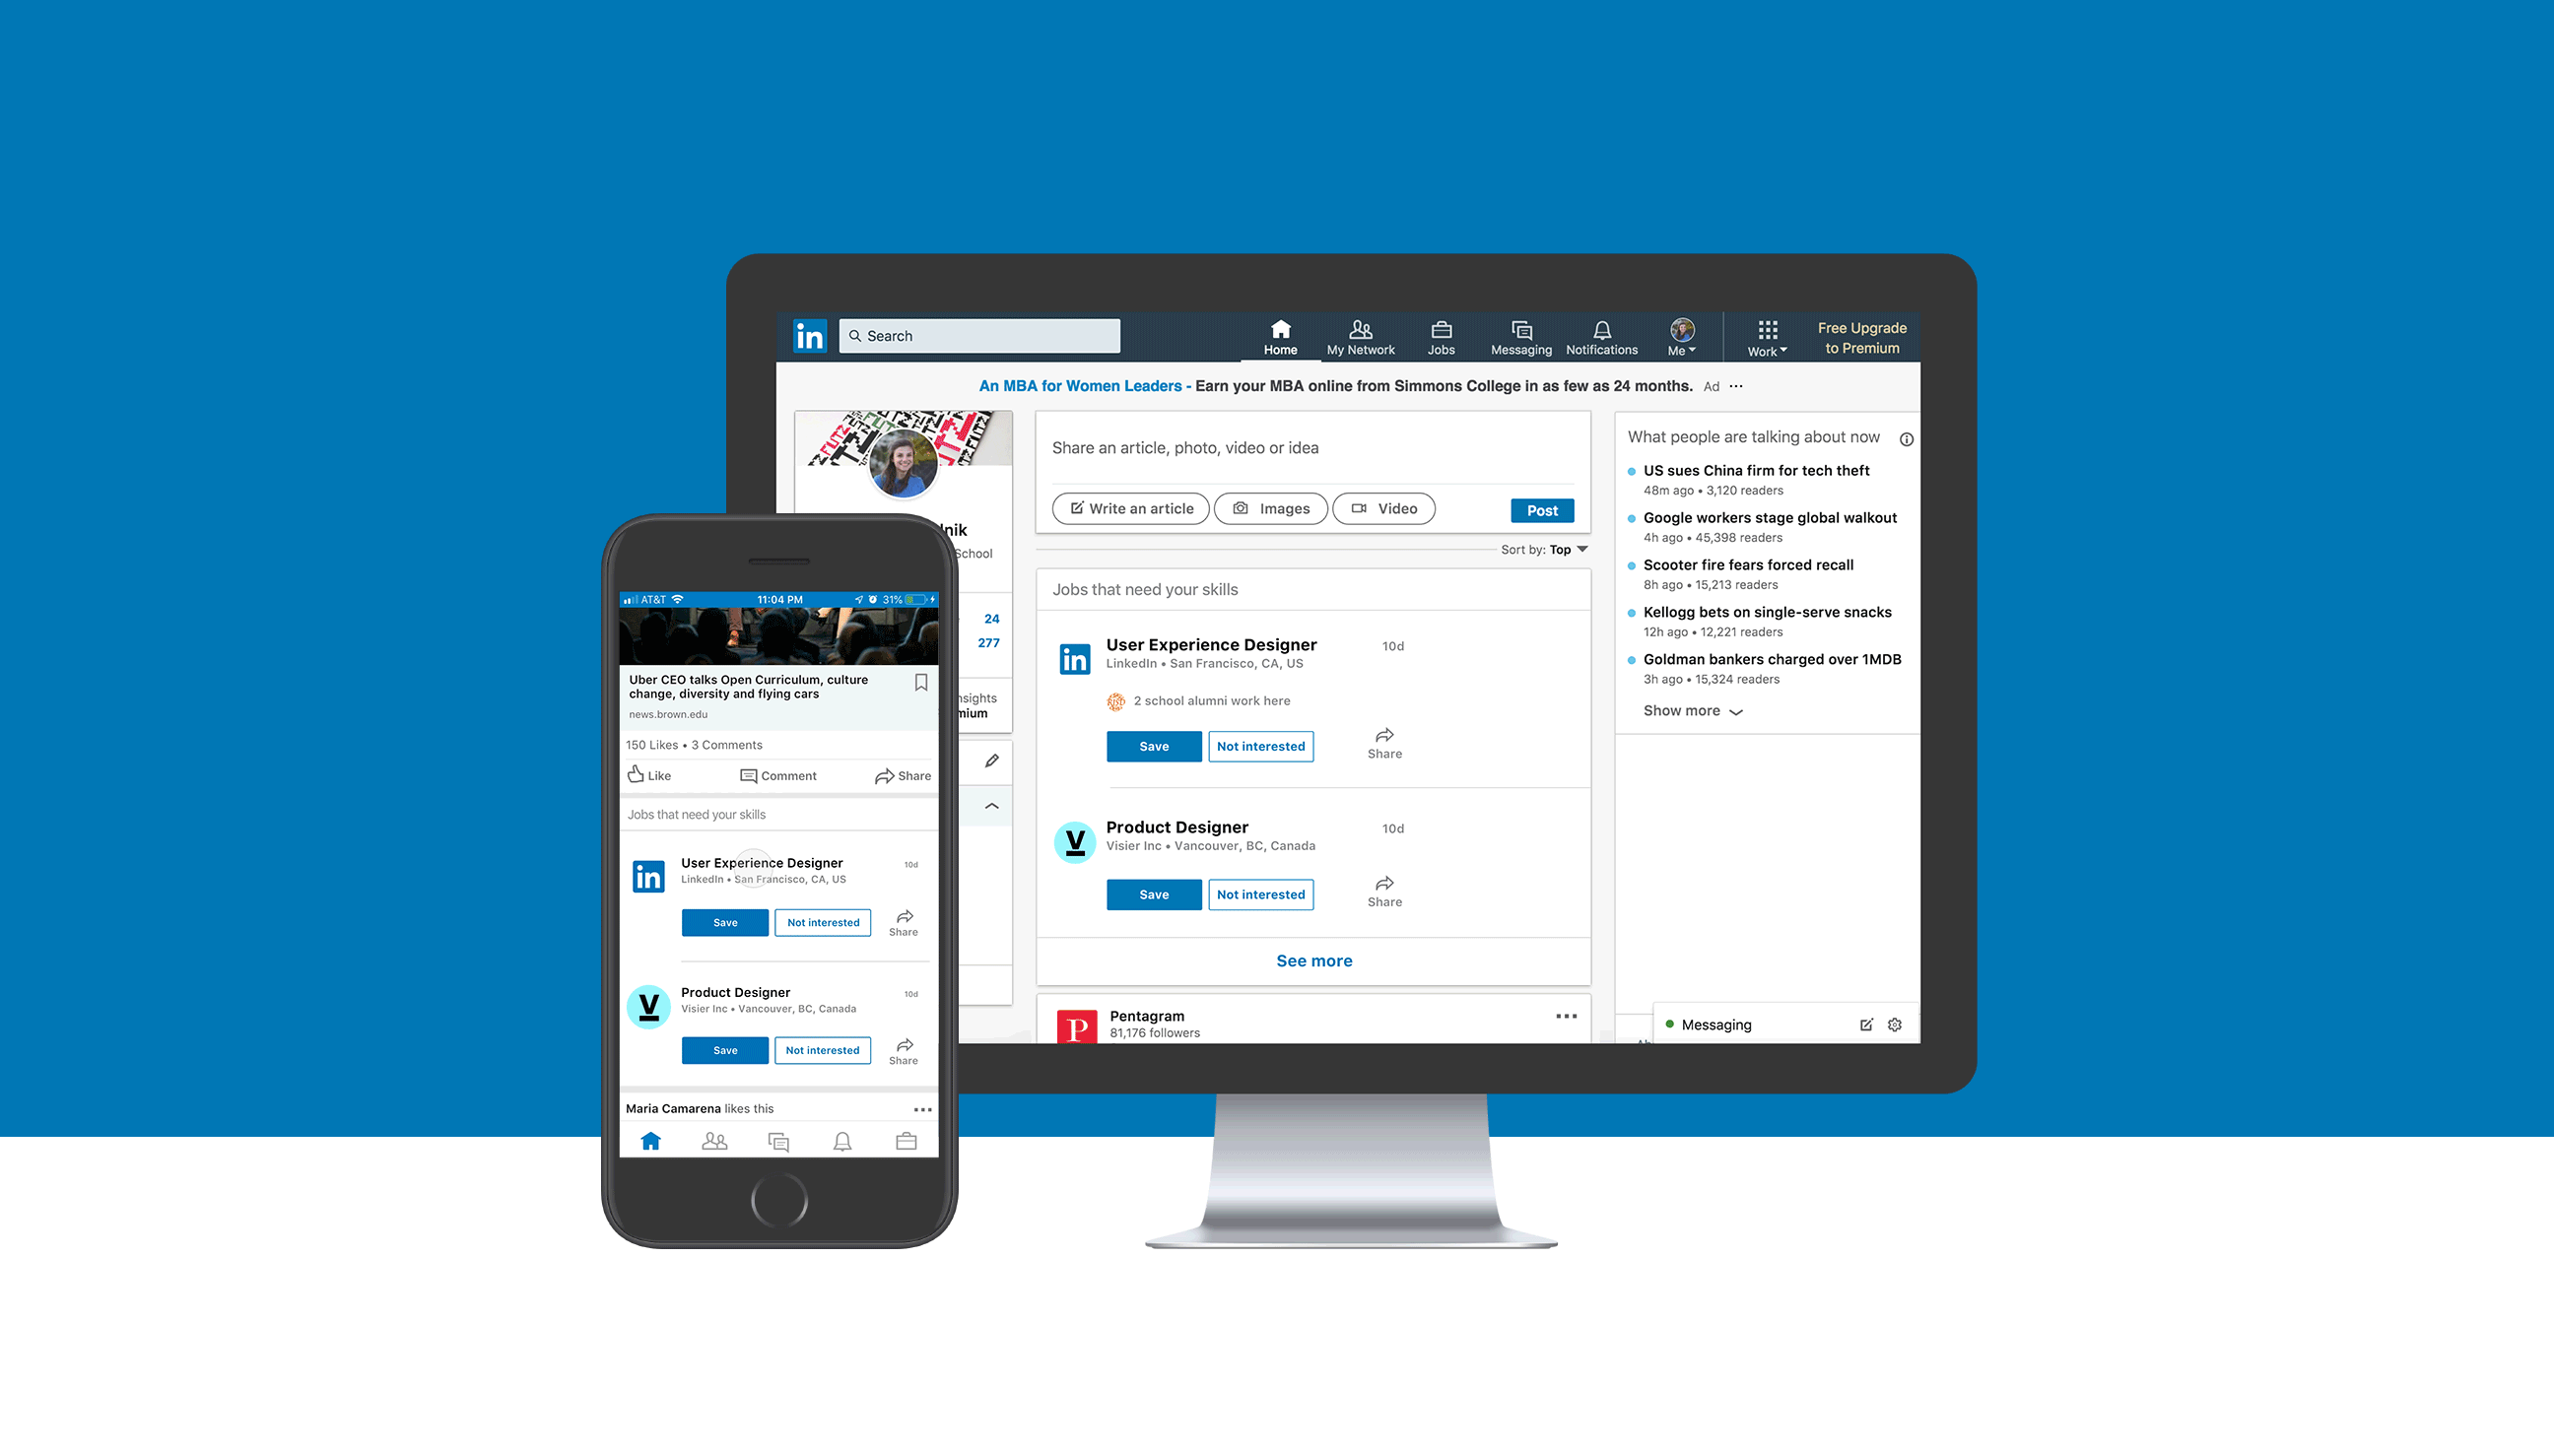 in
Search
Home
My Network
Jobs
Messaging
Notifications
Me
Work
Free Upgrade
to Premium
An MBA for Women Leaders - Earn your MBA online from Simmons College in as few as 24 months. Ad ...
School
24
277
Share an article, photo, video or idea
Write an article
Images
Video
Post
Sort by: Top
Jobs that need your skills
in
User Experience Designer
10d
LinkedIn • San Francisco, CA, US
2 school alumni work here
Save
Not interested
Share
V
Product Designer
10d
Visier Inc • Vancouver, BC, Canada
Save
Not interested
Share
See more
P
Pentagram
81,176 followers
What people are talking about now
US sues China firm for tech theft
48m ago • 3,120 readers
Google workers stage global walkout
4h ago • 45,398 readers
Scooter fire fears forced recall
8h ago • 15,213 readers
Kellogg bets on single-serve snacks
12h ago • 12,221 readers
Goldman bankers charged over 1MDB
3h ago • 15,324 readers
Show more
Messaging
AT&T
11:04 PM
31%
Uber CEO talks Open Curriculum, culture
change, diversity and flying cars
news.brown.edu
150 Likes • 3 Comments
Like
Comment
Share
Jobs that need your skills
in
User Experience Designer
10d
LinkedIn • San Francisco, CA, US
Save
Not interested
Share
V
Product Designer
10d
Visier Inc • Vancouver, BC, Canada
Save
Not interested
Share
Maria Camarena likes this